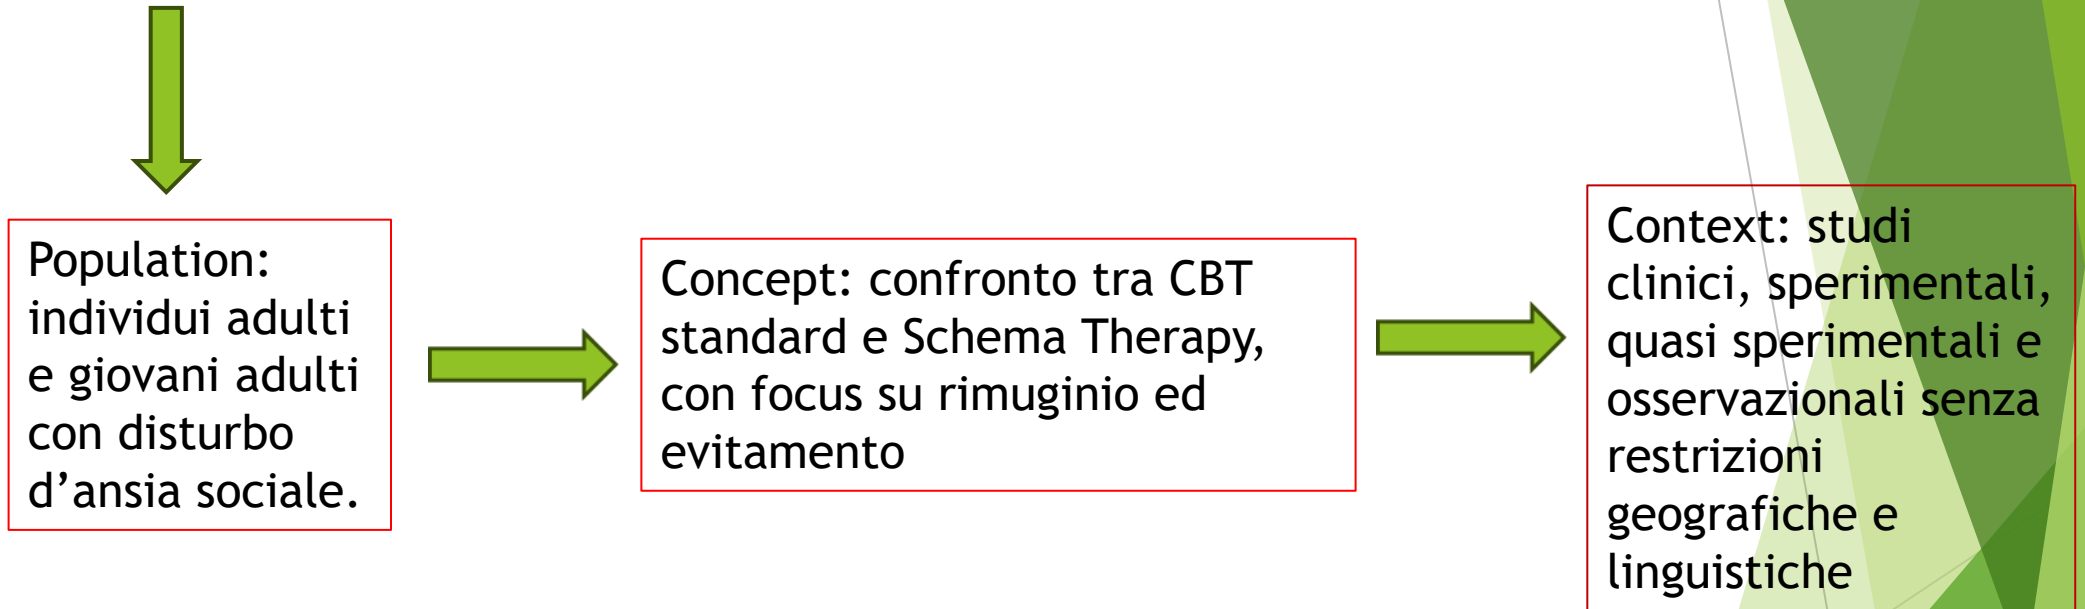 Population:
individui adulti
e giovani adulti
con disturbo
d’ansia sociale.
Concept: confronto tra CBT
standard e Schema Therapy,
con focus su rimuginio ed
evitamento
Context: studi
clinici, sperimentali,
quasi sperimentali e
osservazionali senza
restrizioni
geografiche e
linguistiche